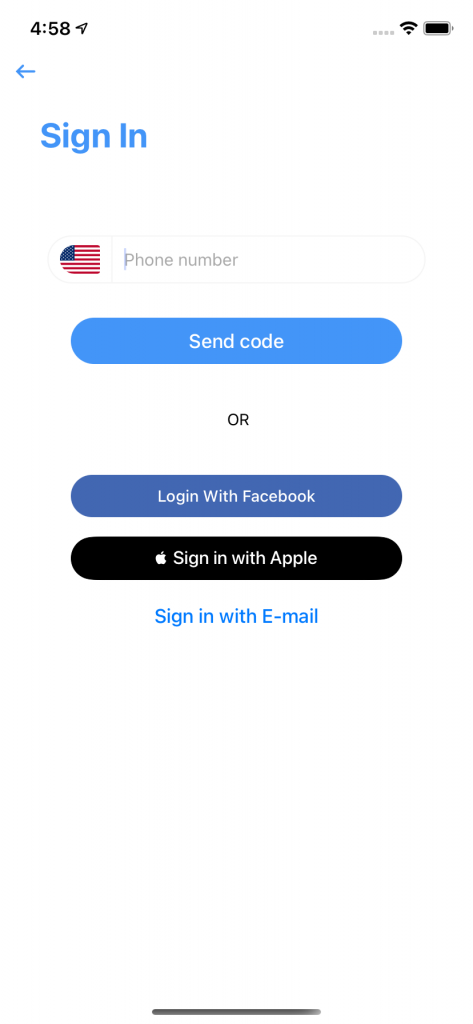 4:58
Sign In
Phone number
Send code
OR
Login With Facebook
Sign in with Apple
Sign in with E-mail